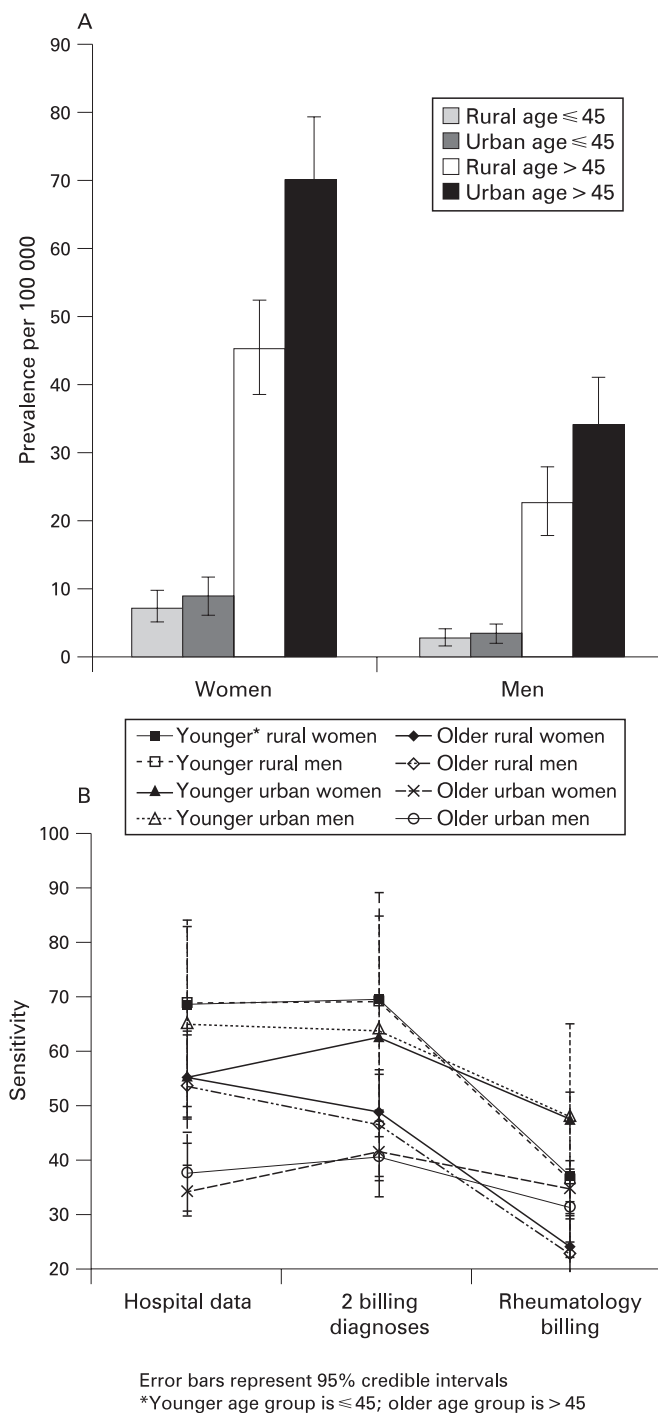 A
90
80
70
60
50
40
30
20
10
0
Prevalence per 100 000
Rural age ≤ 45
Urban age ≤ 45
Rural age > 45
Urban age > 45
Women Men
Younger* rural women Older rural women
Younger rural men Older rural men
Younger urban women Older urban women
Younger urban men Older urban men
B
100
90
80
70
60
50
40
30
20
Sensitivity
Hospital data 2 billing Rheumatology
diagnoses billing
Error bars represent 95% credible intervals
*Younger age group is ≤ 45; older age group is > 45